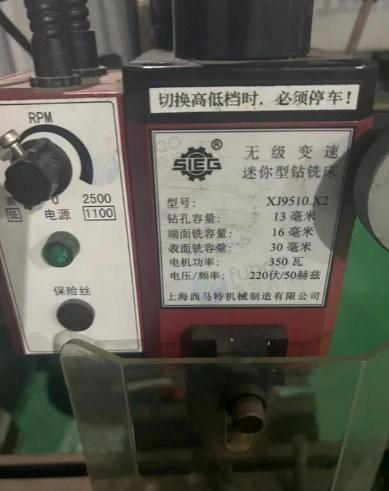 切换高低档时，必须停车！
RPM
0 2500
低 1100
电源
保险丝
SIEG®
无级变速
迷你型钻铣床
型号： XJ9510.X2
钻孔容量： 13 毫米
端面铣容量： 16 毫米
表面铣容量： 30 毫米
电机功率： 350 瓦
电压/频率： 220伏/50赫兹
上海西马特机械制造有限公司